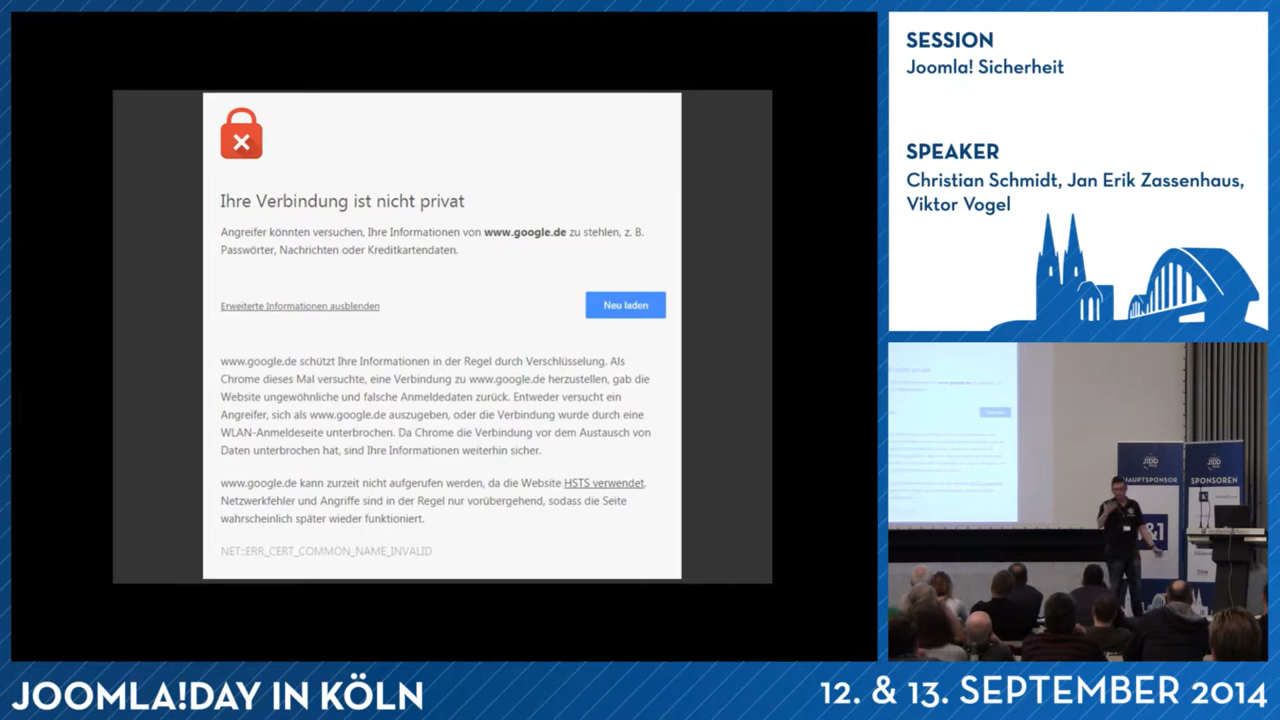 Ihre Verbindung ist nicht privat
Angreifer könnten versuchen, Ihre Informationen von www.google.de zu stehlen, z. B.
Passwörter, Nachrichten oder Kreditkartendaten.
Erweiterte Informationen ausblenden
Neu laden
www.google.de schützt Ihre Informationen in der Regel durch Verschlüsselung. Als
Chrome dieses Mal versuchte, eine Verbindung zu www.google.de herzustellen, gab die
Website ungewöhnliche und falsche Anmeldedaten zurück. Entweder versucht ein
Angreifer, sich als www.google.de auszugeben, oder die Verbindung wurde durch eine
WLAN-Anmeldeseite unterbrochen. Da Chrome die Verbindung vor dem Austausch von
Daten unterbrochen hat, sind Ihre Informationen weiterhin sicher.
www.google.de kann zurzeit nicht aufgerufen werden, da die Website HSTS verwendet.
Netzwerkfehler und Angriffe sind in der Regel nur vorübergehend, sodass die Seite
wahrscheinlich später wieder funktioniert.
NET::ERR_CERT_COMMON_NAME_INVALID
SESSION
Joomla! Sicherheit
SPEAKER
Christian Schmidt, Jan Erik Zassenhaus,
Viktor Vogel
JDD
JDD
HAUPTSPONSOR
SPONSOREN
&1
JOOMLA!DAY IN KÖLN
12. & 13. SEPTEMBER 2014